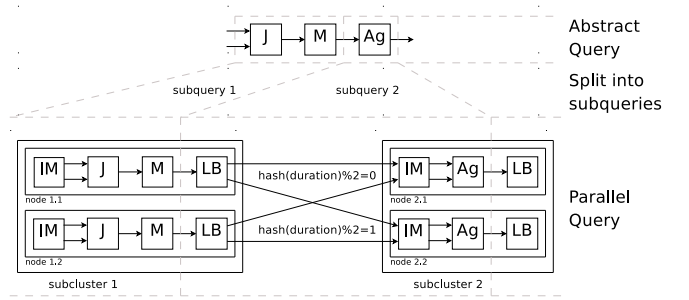 J M Ag
Abstract
Query
subquery 1 subquery 2
Split into
subqueries
IM J M LB hash(duration)%2=0 IM Ag LB
node 1.1 node 2.1
Parallel
Query
IM J M LB hash(duration)%2=1 IM Ag LB
node 1.2 node 2.2
subcluster 1 subcluster 2